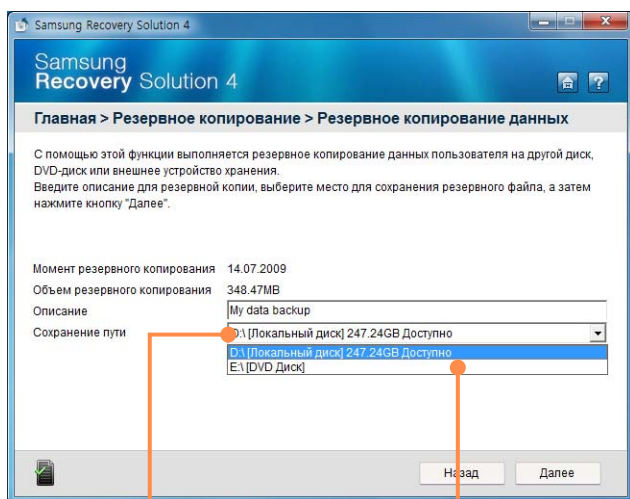 Samsung Recovery Solution 4
Samsung
Recovery Solution 4
Главная > Резервное копирование > Резервное копирование данных
С помощью этой функции выполняется резервное копирование данных пользователя на другой диск,
DVD-диск или внешнее устройство хранения.
Введите описание для резервной копии, выберите место для сохранения резервного файла, а затем
нажмите кнопку "Далее".
Момент резервного копирования 14.07.2009
Объем резервного копирования 348.47MB
Описание My data backup
Сохранение пути D:\ [Локальный диск] 247.24GB Доступно
D:\ [Локальный диск] 247.24GB Доступно
E:\ [DVD Диск]
Назад Далее